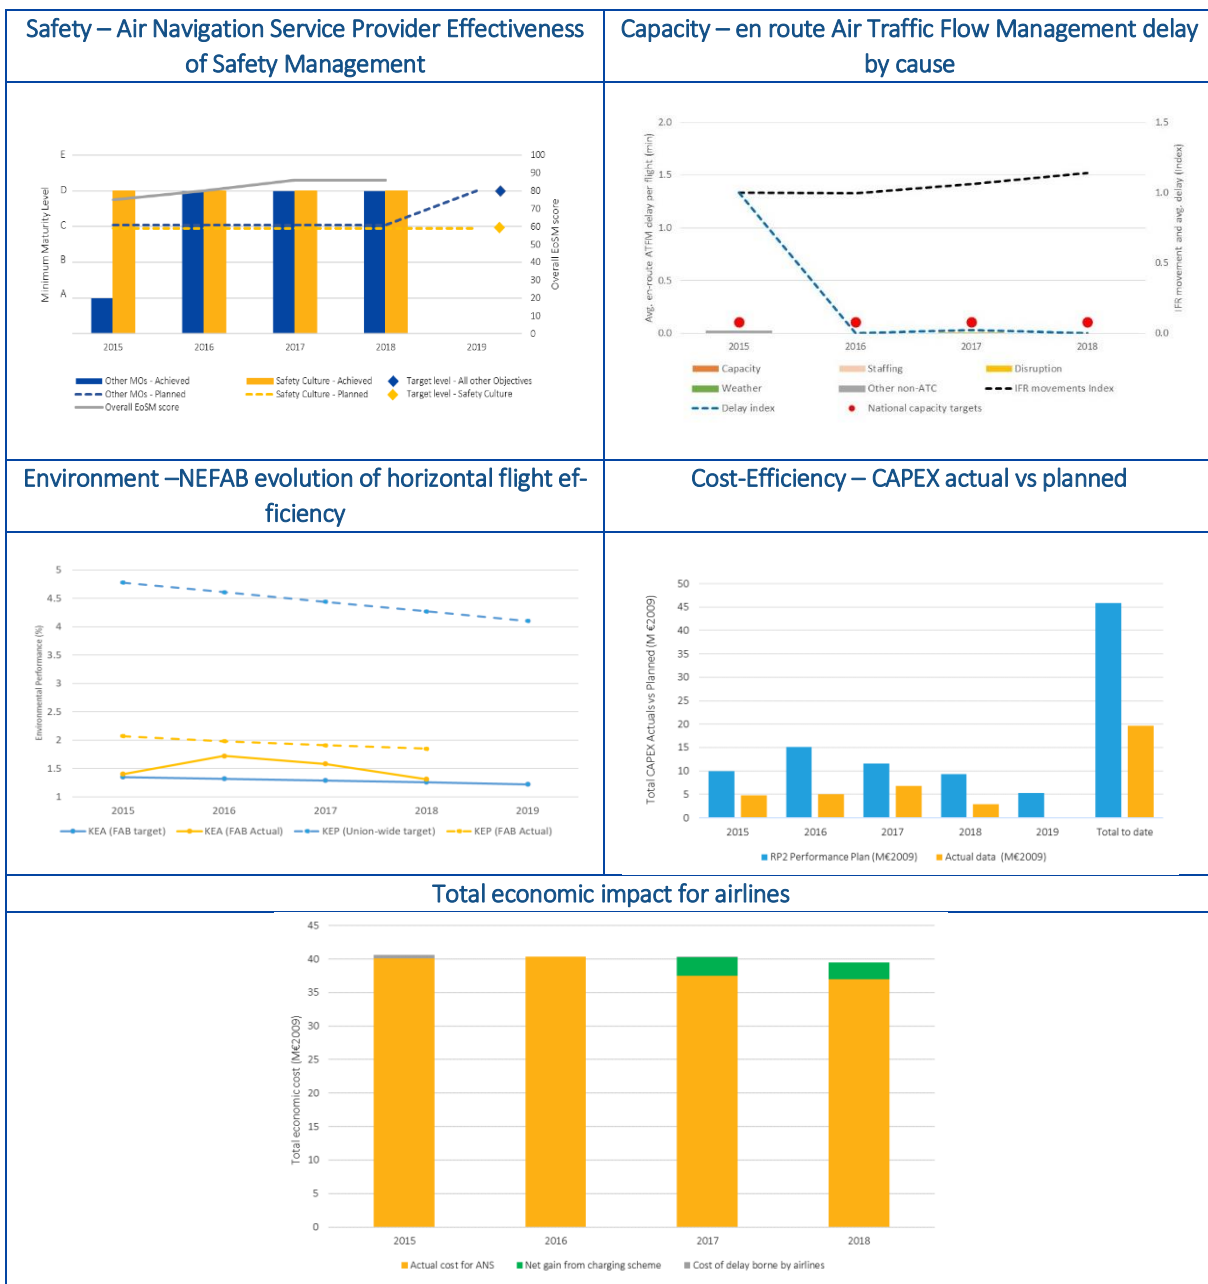 Safety – Air Navigation Service Provider Effectiveness
of Safety Management
Capacity – en route Air Traffic Flow Management delay
by cause
Minimum Maturity Level
E
D
C
B
A
100
90
80
70
60
50
40
30
20
10
0
Overall EoSM score
2015 2016 2017 2018 2019
Other MOs - Achieved Safety Culture - Achieved Target level - All other Objectives
Other MOs - Planned Safety Culture - Planned Target level - Safety Culture
Overall EoSM score
Avg. en-route ATFM delay per flight (min)
2.0
1.5
1.0
0.5
0.0
1.5
1.0
0.5
0.0
IFR movement and avg. delay (Index)
2015 2016 2017 2018
Capacity Staffing Disruption
Weather Other non-ATC IFR movements Index
Delay index National capacity targets
Environment –NEFAB evolution of horizontal flight ef-
ficiency
Cost-Efficiency – CAPEX actual vs planned
Environmental Performance (%)
5
4.5
4
3.5
3
2.5
2
1.5
1
2015 2016 2017 2018 2019
KEA (FAB target) KEA (FAB Actual) KEP (Union-wide target) KEP (FAB Actual)
Total CAPEX Actuals vs Planned (M €2009)
50
45
40
35
30
25
20
15
10
5
0
2015 2016 2017 2018 2019 Total to date
RP2 Performance Plan (M€2009) Actual data (M€2009)
Total economic impact for airlines
Total economic cost (M€2009)
45
40
35
30
25
20
15
10
5
0
2015 2016 2017 2018
Actual cost for ANS Net gain from charging scheme Cost of delay borne by airlines